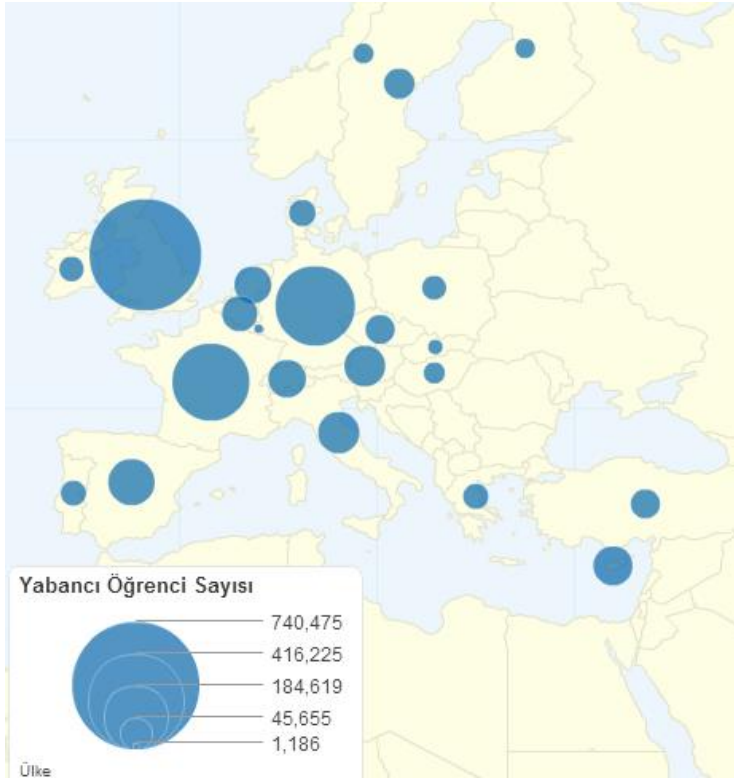 Yabancı Öğrenci Sayısı
740,475
416,225
184,619
45,655
1,186
Ülke